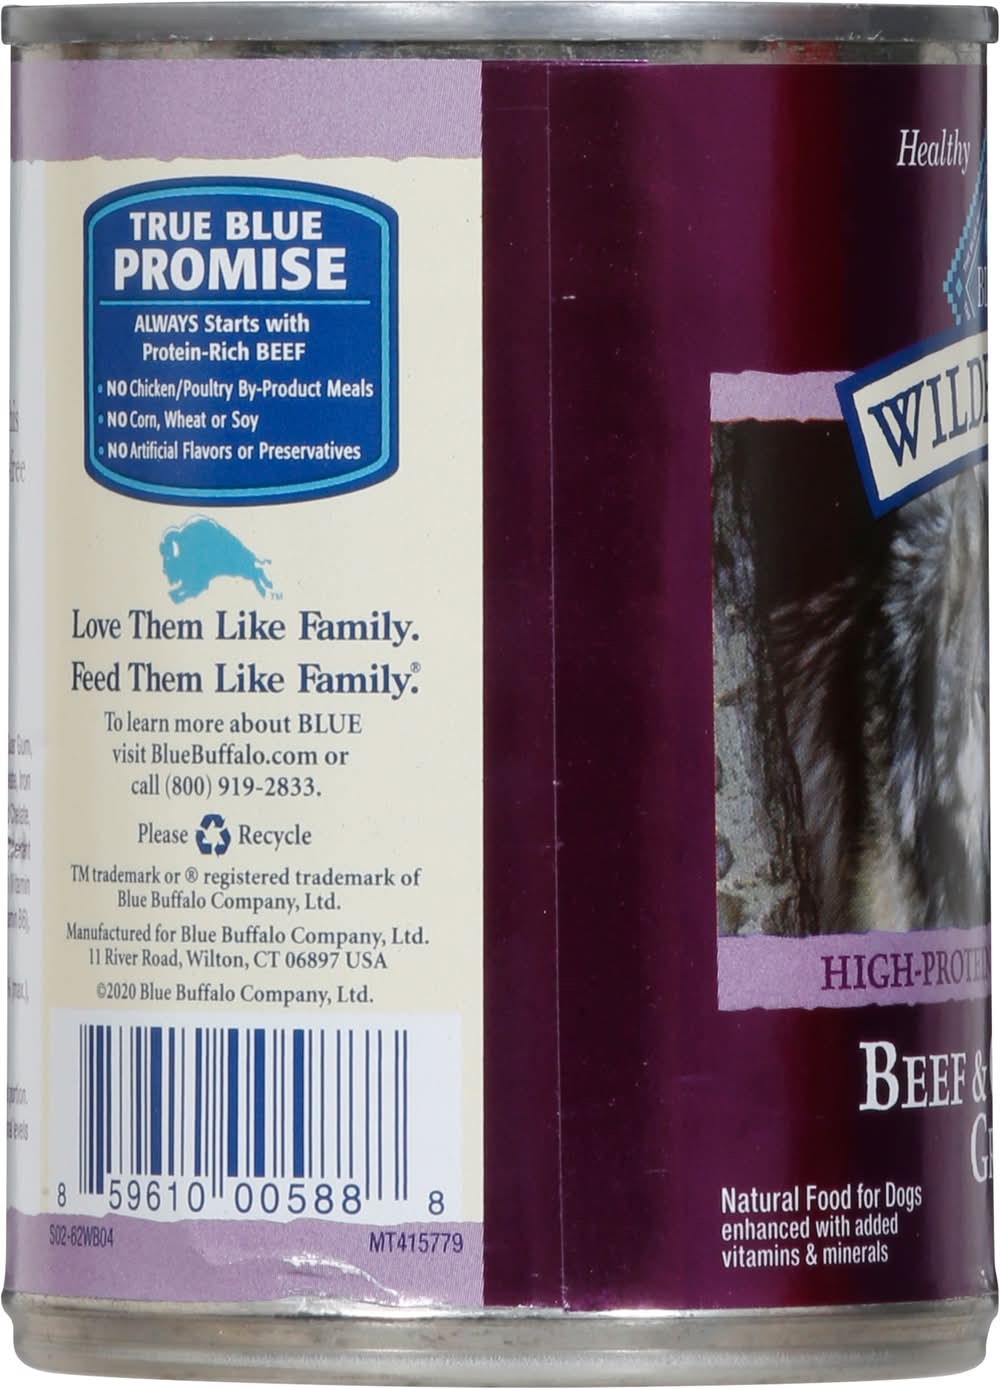 TRUE BLUE
PROMISE
ALWAYS Starts with
Protein-Rich BEEF
• NO Chicken/Poultry By-Product Meals
• NO Corn, Wheat or Soy
• NO Artificial Flavors or Preservatives
TM
Love Them Like Family.
Feed Them Like Family.®
To learn more about BLUE
visit BlueBuffalo.com or
call (800) 919-2833.
Please Recycle
TM trademark or ® registered trademark of
Blue Buffalo Company, Ltd.
Manufactured for Blue Buffalo Company, Ltd.
11 River Road, Wilton, CT 06897 USA
©2020 Blue Buffalo Company, Ltd.
8 59610 00588 8
S02-62WB04 MT415779
Healthy
WILD
HIGH-PROTEIN
BEEF &
Natural Food for Dogs
enhanced with added
vitamins & minerals